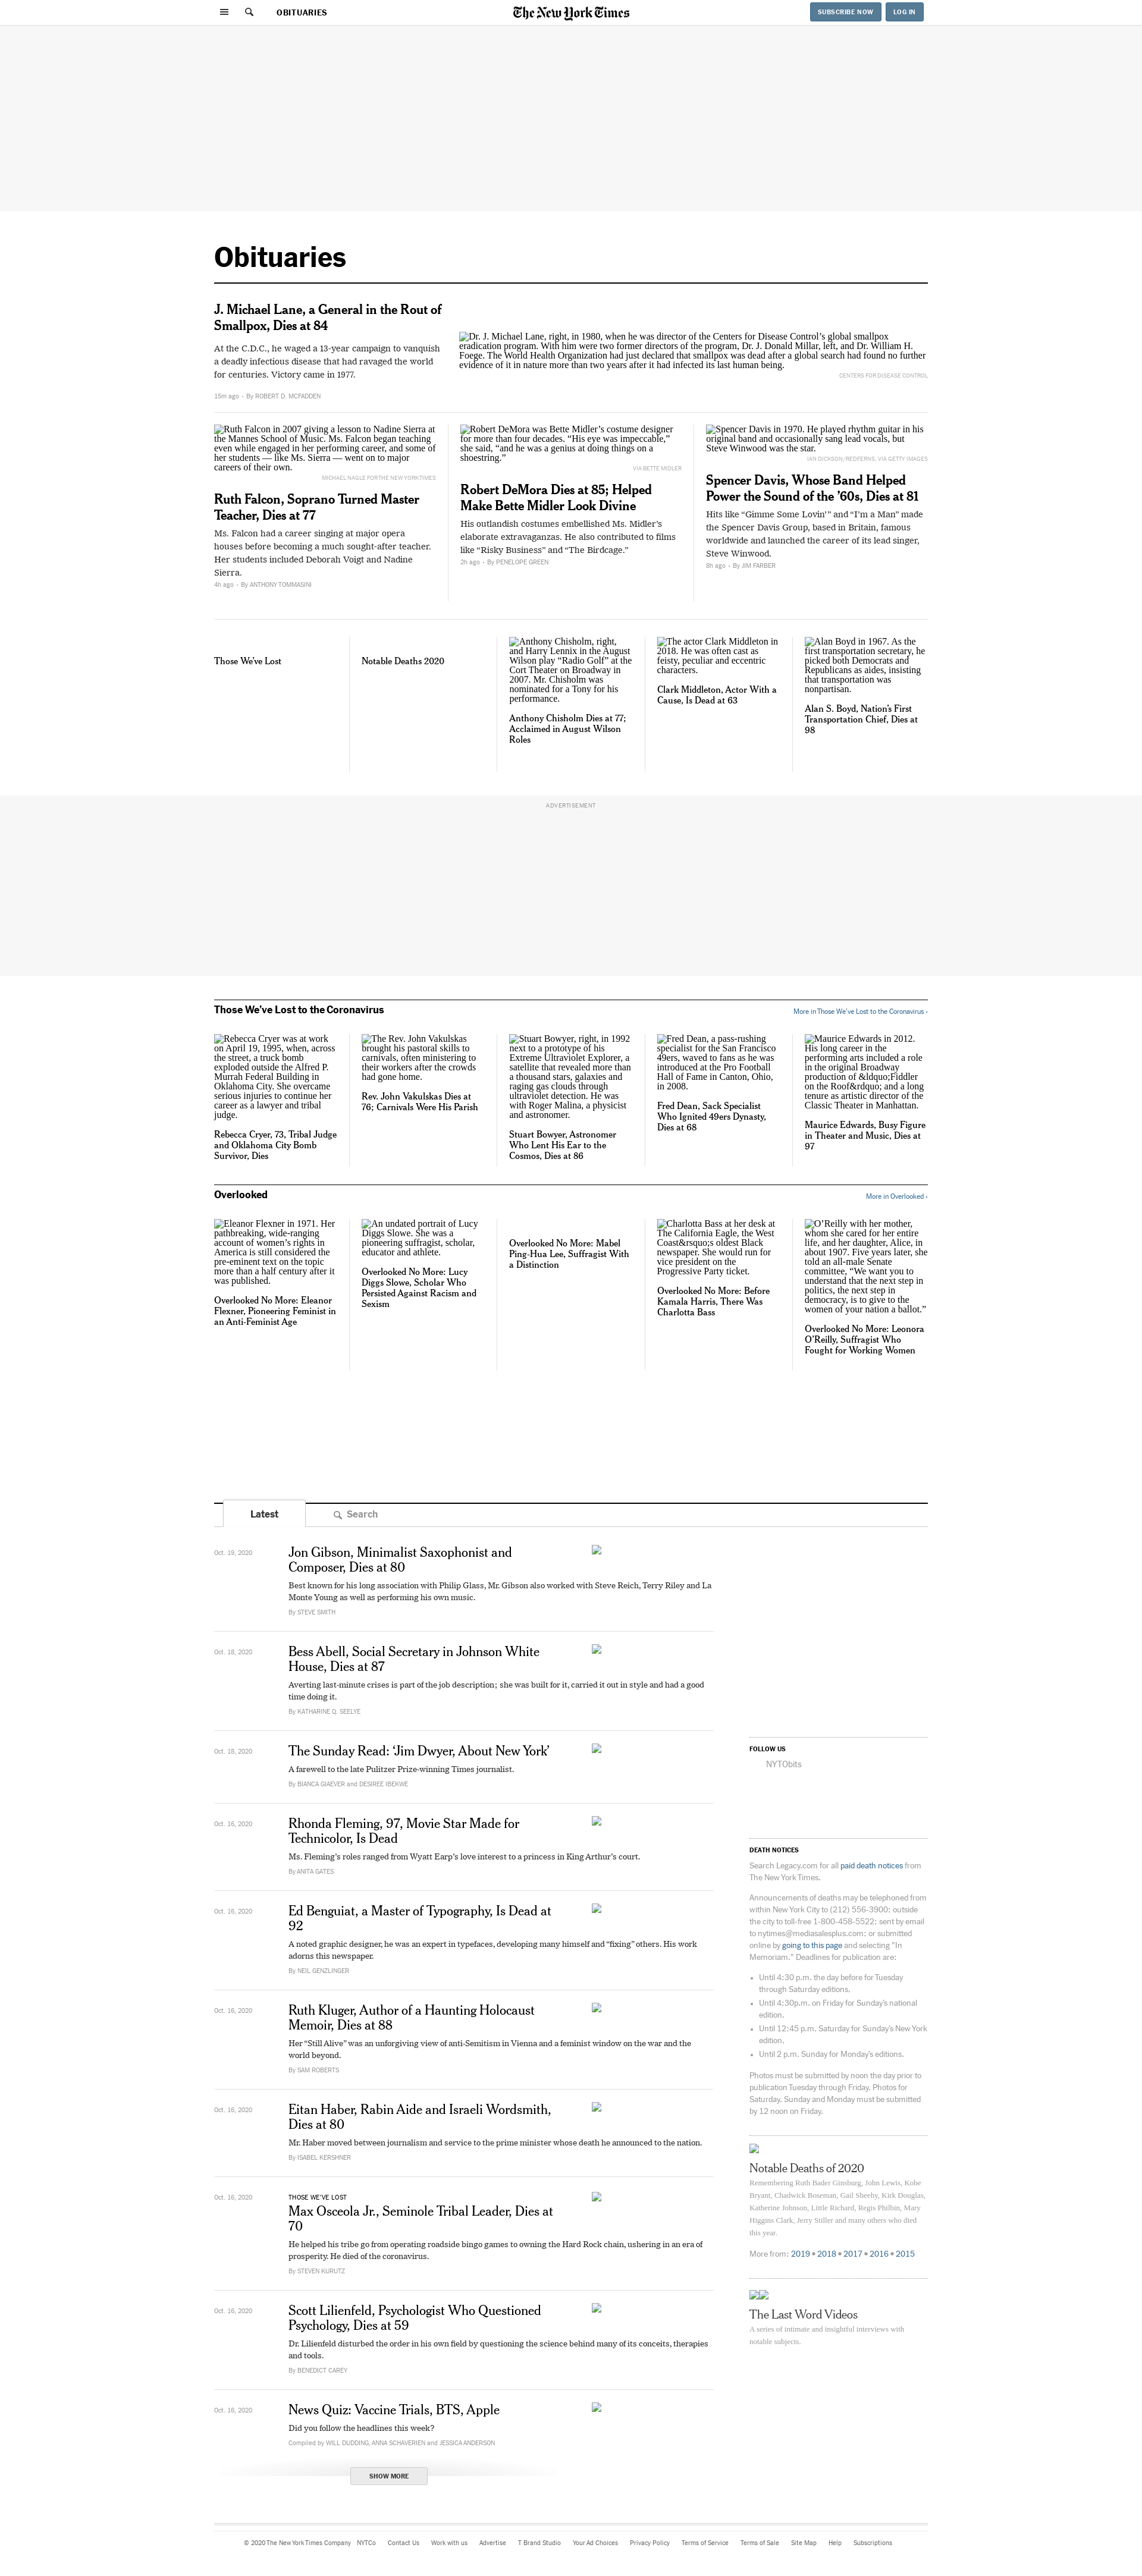 OBITUARIES
The New York Times
SUBSCRIBE NOW
LOG IN
Obituaries
J. Michael Lane, a General in the Rout of
Smallpox, Dies at 84
At the C.D.C., he waged a 13-year campaign to vanquish
a deadly infectious disease that had ravaged the world
for centuries. Victory came in 1977.
15m ago - By ROBERT D. MCFADDEN
Dr. J. Michael Lane, right, in 1980, when he was director of the Centers for Disease Control’s global smallpox
eradication program. With him were two former directors of the program, Dr. J. Donald Millar, left, and Dr. William H.
Foege. The World Health Organization had just declared that smallpox was dead after a global search had found no further
evidence of it in nature more than two years after it had infected its last human being.
CENTERS FOR DISEASE CONTROL
Ruth Falcon in 2007 giving a lesson to Nadine Sierra at
the Mannes School of Music. Ms. Falcon began teaching
even while engaged in her performing career, and some of
her students — like Ms. Sierra — went on to major
careers of their own.
MICHAEL NAGLE FOR THE NEW YORK TIMES
Ruth Falcon, Soprano Turned Master
Teacher, Dies at 77
Ms. Falcon had a career singing at major opera
houses before becoming a much sought-after teacher.
Her students included Deborah Voigt and Nadine
Sierra.
4h ago - By ANTHONY TOMMASINI
Robert DeMora was Bette Midler’s costume designer
for more than four decades. “His eye was impeccable,”
she said, “and he was a genius at doing things on a
shoestring.”
VIA BETTE MIDLER
Robert DeMora Dies at 85; Helped
Make Bette Midler Look Divine
His outlandish costumes embellished Ms. Midler’s
elaborate extravaganzas. He also contributed to films
like “Risky Business” and “The Birdcage.”
2h ago - By PENELOPE GREEN
Spencer Davis in 1970. He played rhythm guitar in his
original band and occasionally sang lead vocals, but
Steve Winwood was the star.
IAN DICKSON/REDFERNS, VIA GETTY IMAGES
Spencer Davis, Whose Band Helped
Power the Sound of the ’60s, Dies at 81
Hits like “Gimme Some Lovin’ ” and “I’m a Man” made
the Spencer Davis Group, based in Britain, famous
worldwide and launched the career of its lead singer,
Steve Winwood.
8h ago - By JIM FARBER
Those We’ve Lost
Notable Deaths 2020
Anthony Chisholm, right,
and Harry Lennix in the August
Wilson play “Radio Golf” at the
Cort Theater on Broadway in
2007. Mr. Chisholm was
nominated for a Tony for his
performance.
Anthony Chisholm Dies at 77;
Acclaimed in August Wilson
Roles
The actor Clark Middleton in
2018. He was often cast as
feisty, peculiar and eccentric
characters.
Clark Middleton, Actor With a
Cause, Is Dead at 63
Alan Boyd in 1967. As the
first transportation secretary, he
picked both Democrats and
Republicans as aides, insisting
that transportation was
nonpartisan.
Alan S. Boyd, Nation’s First
Transportation Chief, Dies at
98
ADVERTISEMENT
Those We’ve Lost to the Coronavirus
More in Those We’ve Lost to the Coronavirus ›
Rebecca Cryer was at work
on April 19, 1995, when, across
the street, a truck bomb
exploded outside the Alfred P.
Murrah Federal Building in
Oklahoma City. She overcame
serious injuries to continue her
career as a lawyer and tribal
judge.
Rebecca Cryer, 73, Tribal Judge
and Oklahoma City Bomb
Survivor, Dies
The Rev. John Vakulskas
brought his pastoral skills to
carnivals, often ministering to
their workers after the crowds
had gone home.
Rev. John Vakulskas Dies at
76; Carnivals Were His Parish
Stuart Bowyer, right, in 1992
next to a prototype of his
Extreme Ultraviolet Explorer, a
satellite that revealed more than
a thousand stars, galaxies and
raging gas clouds through
ultraviolet detection. He was
with Roger Malina, a physicist
and astronomer.
Stuart Bowyer, Astronomer
Who Lent His Ear to the
Cosmos, Dies at 86
Fred Dean, a pass-rushing
specialist for the San Francisco
49ers, waved to fans as he was
introduced at the Pro Football
Hall of Fame in Canton, Ohio,
in 2008.
Fred Dean, Sack Specialist
Who Ignited 49ers Dynasty,
Dies at 68
Maurice Edwards in 2012.
His long career in the
performing arts included a role
in the original Broadway
production of &ldquo;Fiddler
on the Roof&rdquo; and a long
tenure as artistic director of the
Classic Theater in Manhattan.
Maurice Edwards, Busy Figure
in Theater and Music, Dies at
97
Overlooked
More in Overlooked ›
Eleanor Flexner in 1971. Her
pathbreaking, wide-ranging
account of women’s rights in
America is still considered the
pre-eminent text on the topic
more than a half century after it
was published.
Overlooked No More: Eleanor
Flexner, Pioneering Feminist in
an Anti-Feminist Age
An undated portrait of Lucy
Diggs Slowe. She was a
pioneering suffragist, scholar,
educator and athlete.
Overlooked No More: Lucy
Diggs Slowe, Scholar Who
Persisted Against Racism and
Sexism
Overlooked No More: Mabel
Ping-Hua Lee, Suffragist With
a Distinction
Charlotta Bass at her desk at
The California Eagle, the West
Coast&rsquo;s oldest Black
newspaper. She would run for
vice president on the
Progressive Party ticket.
Overlooked No More: Before
Kamala Harris, There Was
Charlotta Bass
O’Reilly with her mother,
whom she cared for her entire
life, and her daughter, Alice, in
about 1907. Five years later, she
told an all-male Senate
committee, “We want you to
understand that the next step in
politics, the next step in
democracy, is to give to the
women of your nation a ballot.”
Overlooked No More: Leonora
O’Reilly, Suffragist Who
Fought for Working Women
Latest
Search
Oct. 19, 2020
Jon Gibson, Minimalist Saxophonist and
Composer, Dies at 80
Best known for his long association with Philip Glass, Mr. Gibson also worked with Steve Reich, Terry Riley and La
Monte Young as well as performing his own music.
By STEVE SMITH
Oct. 18, 2020
Bess Abell, Social Secretary in Johnson White
House, Dies at 87
Averting last-minute crises is part of the job description; she was built for it, carried it out in style and had a good
time doing it.
By KATHARINE Q. SEELYE
Oct. 18, 2020
The Sunday Read: ‘Jim Dwyer, About New York’
A farewell to the late Pulitzer Prize-winning Times journalist.
By BIANCA GIAEVER and DESIREE IBEKWE
Oct. 16, 2020
Rhonda Fleming, 97, Movie Star Made for
Technicolor, Is Dead
Ms. Fleming’s roles ranged from Wyatt Earp’s love interest to a princess in King Arthur’s court.
By ANITA GATES
Oct. 16, 2020
Ed Benguiat, a Master of Typography, Is Dead at
92
A noted graphic designer, he was an expert in typefaces, developing many himself and “fixing” others. His work
adorns this newspaper.
By NEIL GENZLINGER
Oct. 16, 2020
Ruth Kluger, Author of a Haunting Holocaust
Memoir, Dies at 88
Her “Still Alive” was an unforgiving view of anti-Semitism in Vienna and a feminist window on the war and the
world beyond.
By SAM ROBERTS
Oct. 16, 2020
Eitan Haber, Rabin Aide and Israeli Wordsmith,
Dies at 80
Mr. Haber moved between journalism and service to the prime minister whose death he announced to the nation.
By ISABEL KERSHNER
Oct. 16, 2020
THOSE WE’VE LOST
Max Osceola Jr., Seminole Tribal Leader, Dies at
70
He helped his tribe go from operating roadside bingo games to owning the Hard Rock chain, ushering in an era of
prosperity. He died of the coronavirus.
By STEVEN KURUTZ
Oct. 16, 2020
Scott Lilienfeld, Psychologist Who Questioned
Psychology, Dies at 59
Dr. Lilienfeld disturbed the order in his own field by questioning the science behind many of its conceits, therapies
and tools.
By BENEDICT CAREY
Oct. 16, 2020
News Quiz: Vaccine Trials, BTS, Apple
Did you follow the headlines this week?
Compiled by WILL DUDDING, ANNA SCHAVERIEN and JESSICA ANDERSON
SHOW MORE
FOLLOW US
NYTObits
DEATH NOTICES
Search Legacy.com for all paid death notices from
The New York Times.
Announcements of deaths may be telephoned from
within New York City to (212) 556-3900; outside
the city to toll-free 1-800-458-5522; sent by email
to nytimes@mediasalesplus.com; or submitted
online by going to this page and selecting "In
Memoriam." Deadlines for publication are:
• Until 4:30 p.m. the day before for Tuesday
through Saturday editions.
• Until 4:30p.m. on Friday for Sunday’s national
edition.
• Until 12:45 p.m. Saturday for Sunday’s New York
edition.
• Until 2 p.m. Sunday for Monday’s editions.
Photos must be submitted by noon the day prior to
publication Tuesday through Friday. Photos for
Saturday, Sunday and Monday must be submitted
by 12 noon on Friday.
Notable Deaths of 2020
Remembering Ruth Bader Ginsburg, John Lewis, Kobe
Bryant, Chadwick Boseman, Gail Sheehy, Kirk Douglas,
Katherine Johnson, Little Richard, Regis Philbin, Mary
Higgins Clark, Jerry Stiller and many others who died
this year.
More from: 2019 • 2018 • 2017 • 2016 • 2015
The Last Word Videos
A series of intimate and insightful interviews with
notable subjects.
© 2020 The New York Times Company NYTCo Contact Us Work with us Advertise T Brand Studio Your Ad Choices Privacy Policy Terms of Service Terms of Sale Site Map Help Subscriptions